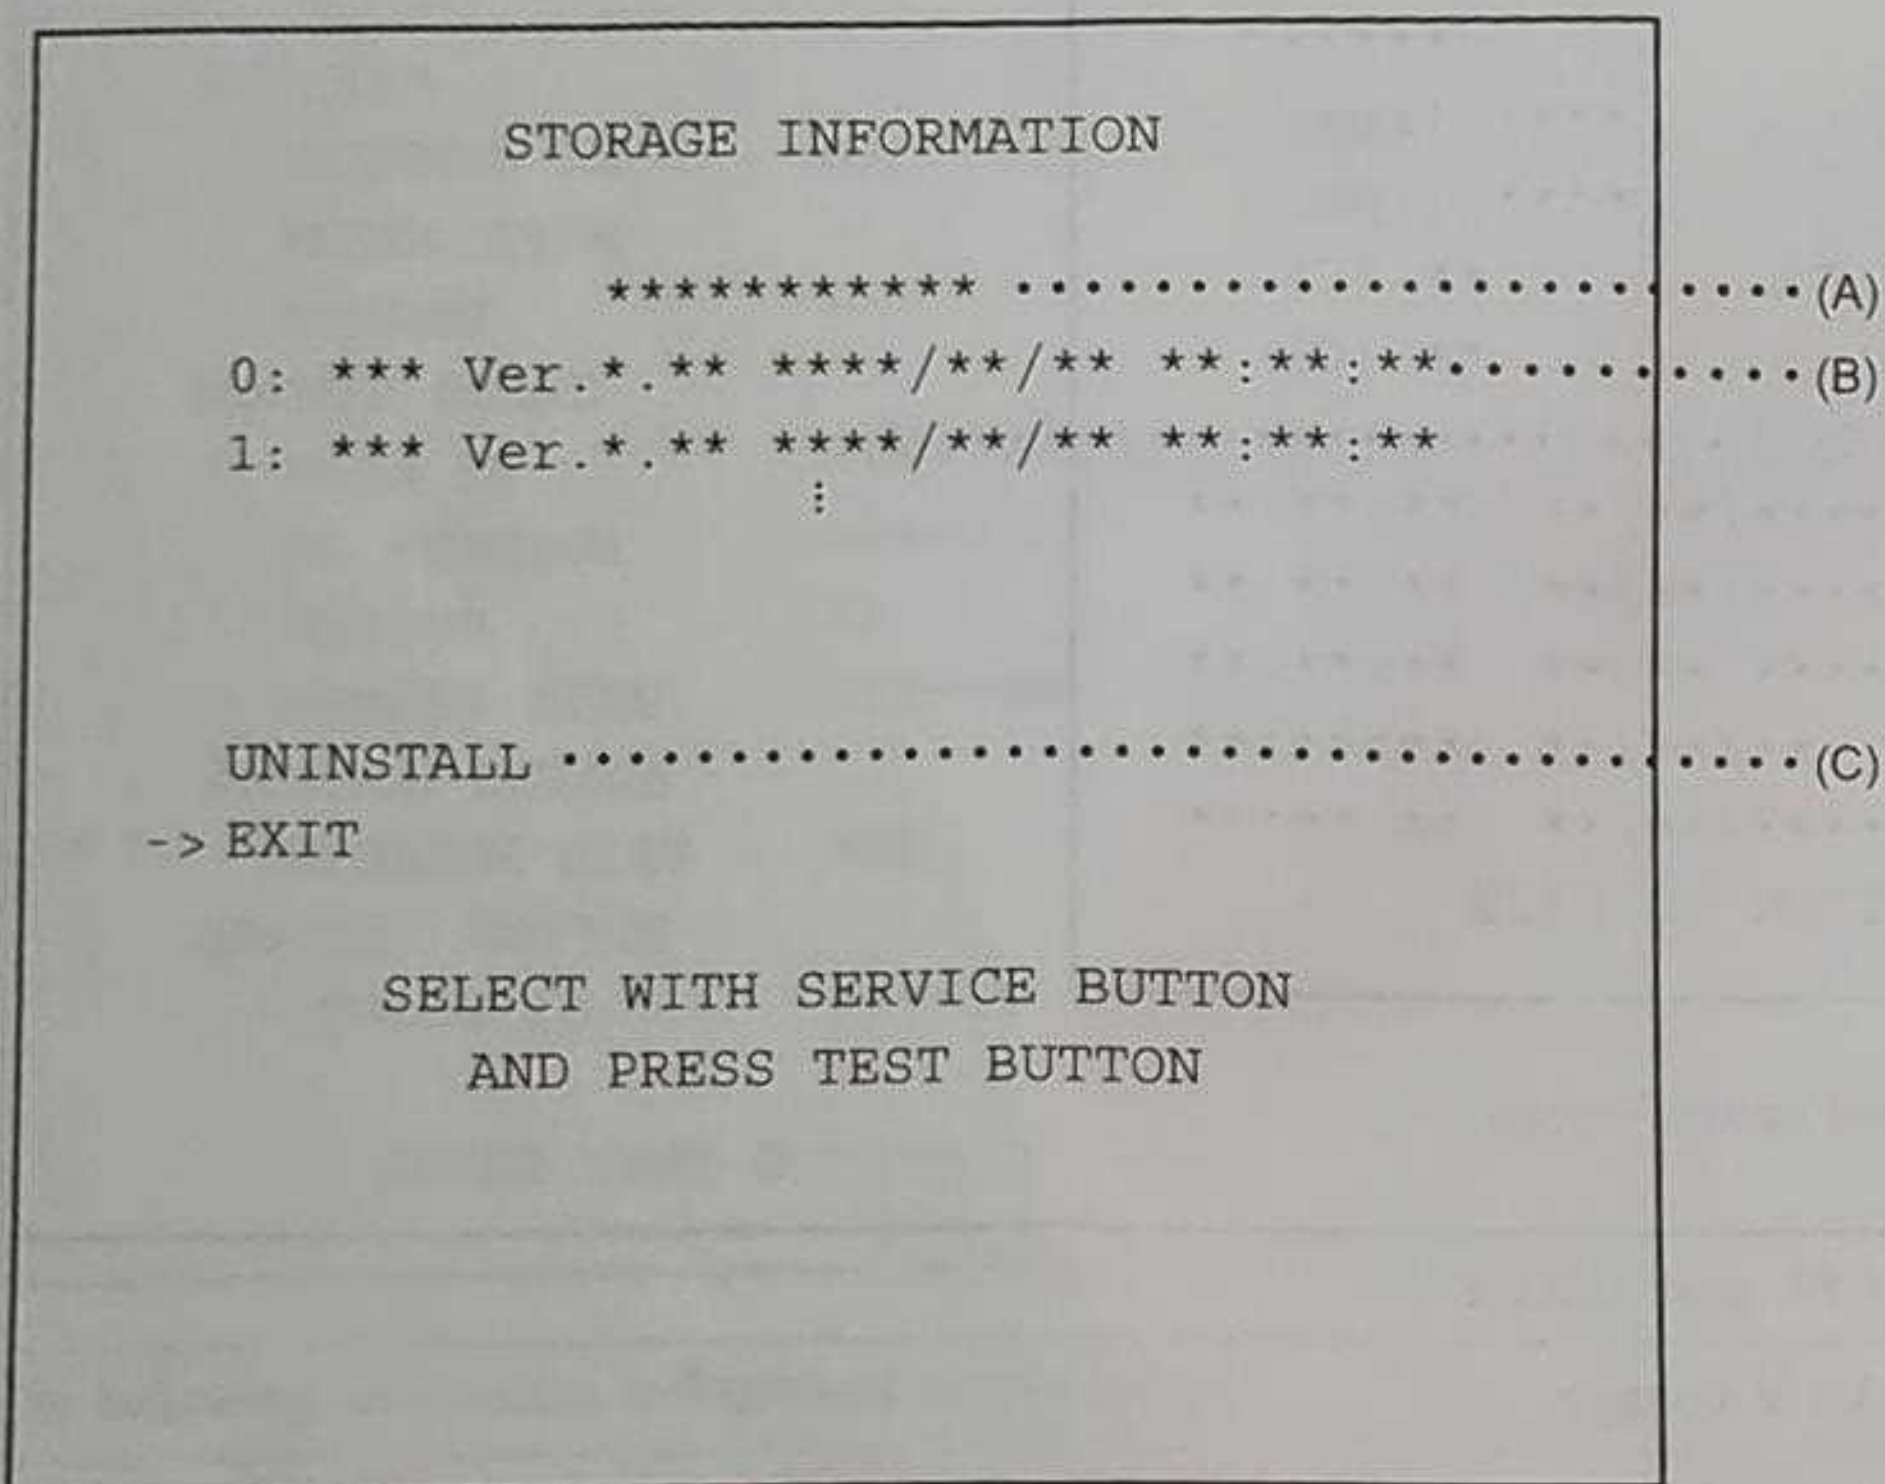 STORAGE INFORMATION
*********** (A)
0: *** Ver.*.** ****/**/** **:**:** (B)
1: *** Ver.*.** ****/**/** **:**:**
UNINSTALL (C)
-> EXIT
SELECT WITH SERVICE BUTTON
AND PRESS TEST BUTTON